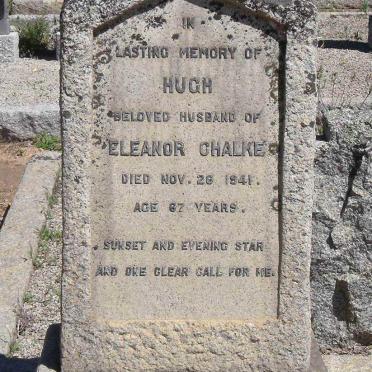 IN
LASTING MEMORY OF
HUGH
BELOVED HUSBAND OF
ELEANOR CHALKE
DIED NOV. 26 1941.
AGE 67 YEARS.
SUNSET AND EVENING STAR
AND ONE CLEAR CALL FOR ME.